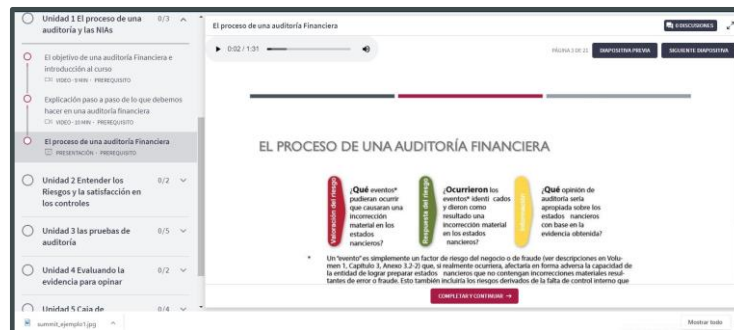 Unidad 1 El proceso de una
auditoría y las NIAs
0/3
El objetivo de una auditoría Financiera e
introducción al curso
VIDEO · 9 MIN · PREREQUISITO
Explicación paso a paso de lo que debemos
hacer en una auditoría financiera
VIDEO · 10 MIN · PREREQUISITO
El proceso de una auditoría Financiera
PRESENTACIÓN · PREREQUISITO
Unidad 2 Entender los
Riesgos y la satisfacción en
los controles
0/2
Unidad 3 las pruebas de
auditoría
0/5
Unidad 4 Evaluando la
evidencia para opinar
0/2
Unidad 5 Caja de
0/4
El proceso de una auditoría Financiera
0 DISCUSIONES
0:02 / 1:31
DIAPOSITIVA PREVIA
SIGUIENTE DIAPOSITIVA
EL PROCESO DE UNA AUDITORÍA FINANCIERA
Valoración del riesgo
¿Qué eventos*
pudieran ocurrir
que causaran una
incorrección
material en los
estados
nancieros?
Respuesta del riesgo
¿Ocurrieron los
eventos* identi cados
y dieron como
resultado una
incorrección material
en los estados
nancieros?
¿Qué opinión de
auditoría sería
apropiada sobre los
estados nancieros
con base en la
evidencia obtenida?
* Un "evento" es simplemente un factor de riesgo del negocio o de fraude (ver descripciones en Volu-
men 1, Capítulo 3, Anexo 3.2-2) que, si realmente ocurriera, afectaría en forma adversa la capacidad de
la entidad de lograr preparar estados nancieros que no contengan incorrecciones materiales resul-
tantes de error o fraude. Esto también incluiría los riesgos derivados de la falta de control interno que
COMPLETAR Y CONTINUAR →
summit_ejemplo1.jpg
Mostrar todo